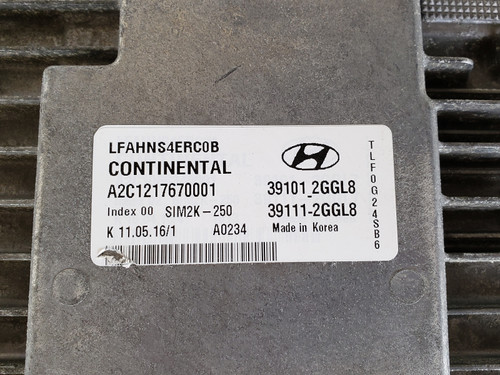 LFAHNS4ERC0B
CONTINENTAL
A2C1217670001 39101_2GGL8
Index 00 SIM2K-250 39111-2GGL8
K 11.05.16/1 A0234 Made in Korea
TLF0G24SB6